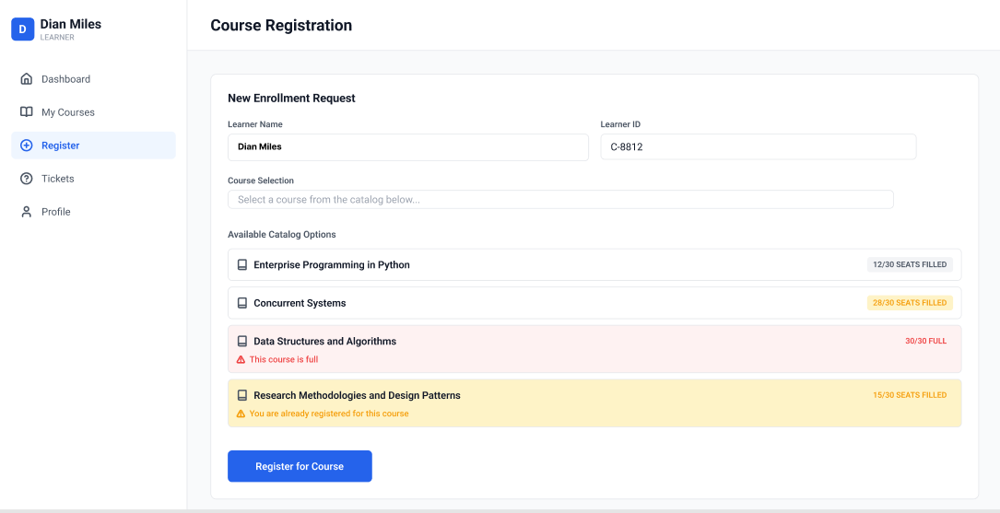 D
Dian Miles
LEARNER
Dashboard
My Courses
Register
Tickets
Profile
Course Registration
New Enrollment Request
Learner Name
Learner ID
Dian Miles
C-8812
Course Selection
Select a course from the catalog below...
Available Catalog Options
Enterprise Programming in Python
12/30 SEATS FILLED
Concurrent Systems
28/30 SEATS FILLED
Data Structures and Algorithms
30/30 FULL
This course is full
Research Methodologies and Design Patterns
15/30 SEATS FILLED
You are already registered for this course
Register for Course